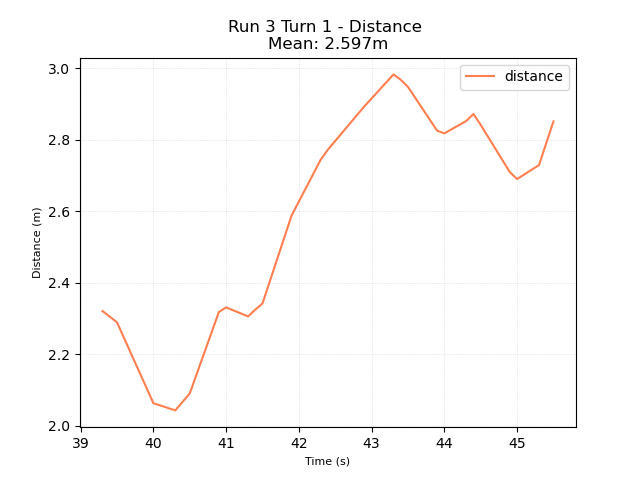 Run 3 Turn 1 - Distance
Mean: 2.597m
distance
3.0
2.8
2.6
2.4
2.2
2.0
Distance (m)
39 40 41 42 43 44 45
Time (s)